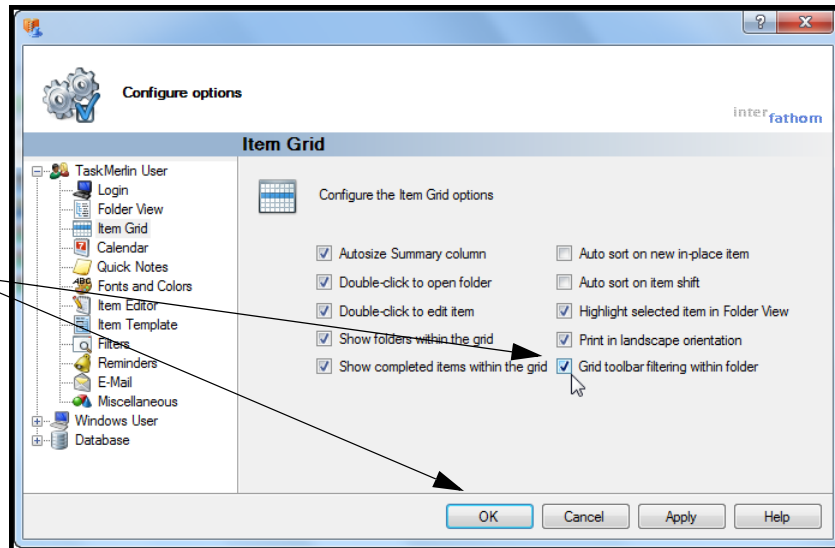 Configure options
inter fathom
Item Grid
TaskMerlin User
Login
Folder View
Item Grid
Calendar
Quick Notes
Fonts and Colors
Item Editor
Item Template
Filters
Reminders
E-Mail
Miscellaneous
Windows User
Database
Configure the Item Grid options
Autosize Summary column
Double-click to open folder
Double-click to edit item
Show folders within the grid
Show completed items within the grid
Auto sort on new in-place item
Auto sort on item shift
Highlight selected item in Folder View
Print in landscape orientation
Grid toolbar filtering within folder
OK
Cancel
Apply
Help